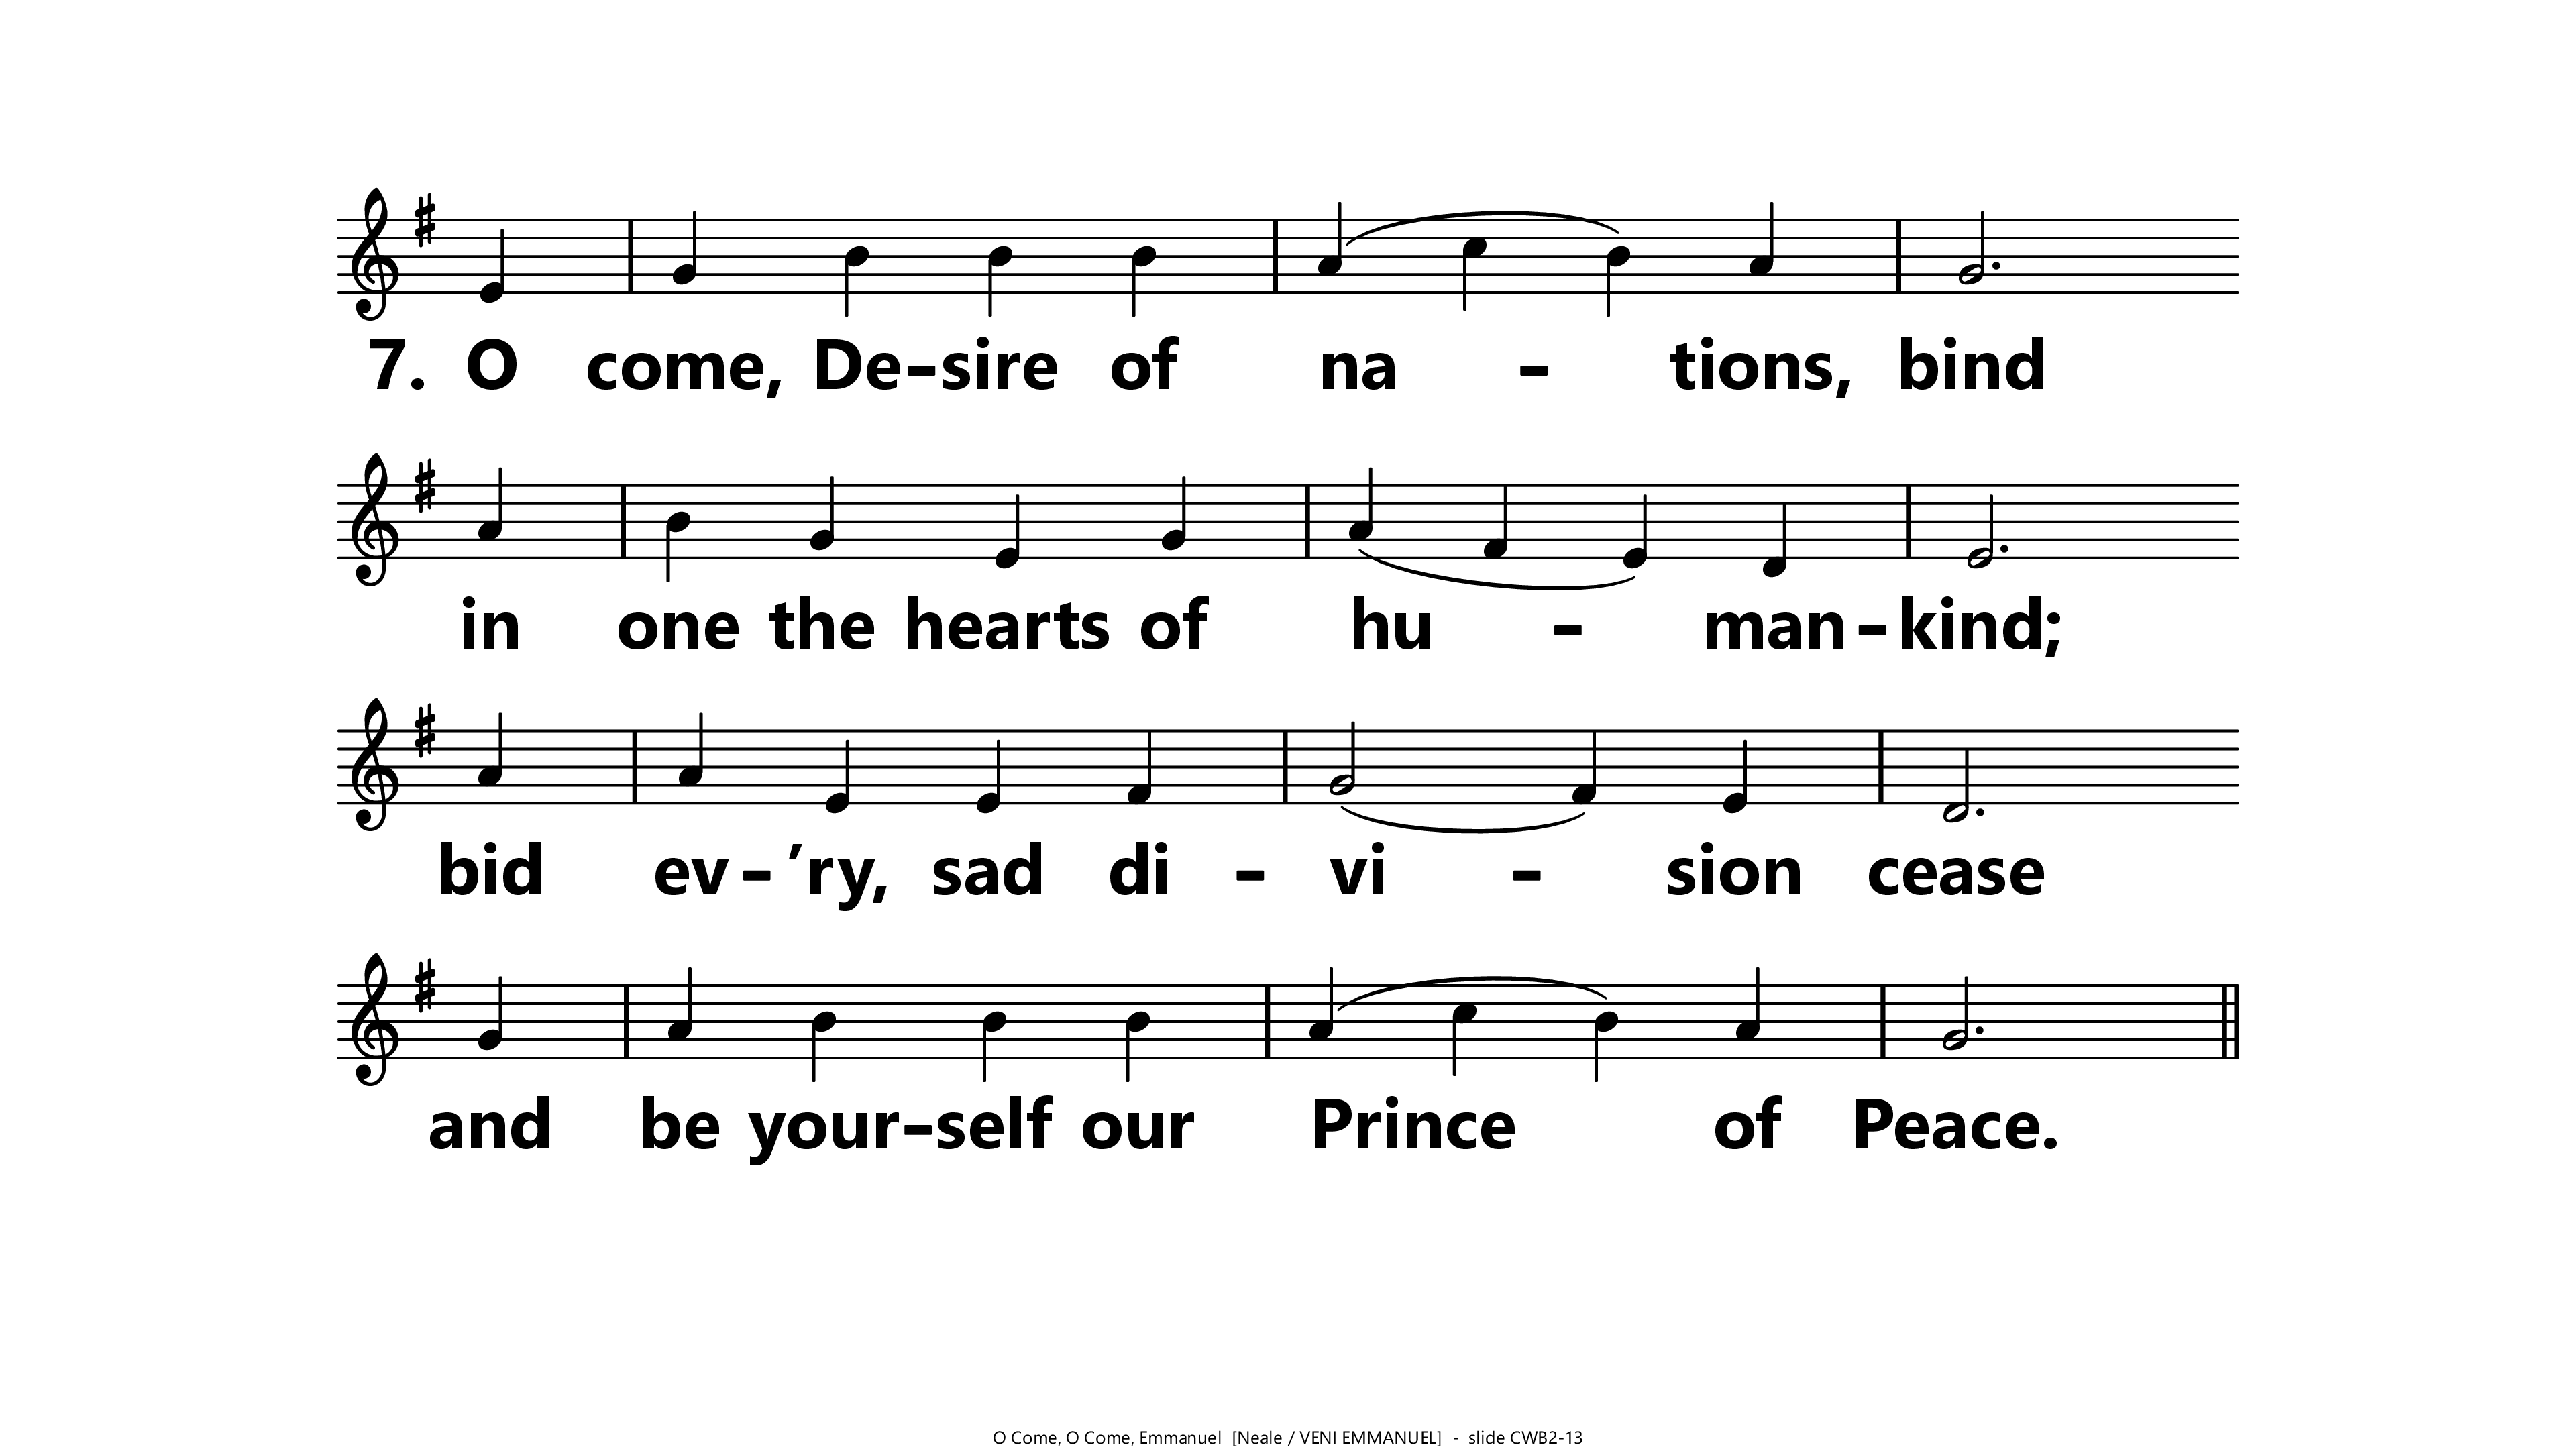 7. O come, De-sire of na - tions, bind
in one the hearts of hu - man-kind;
bid ev-’ry, sad di - vi - sion cease
and be your-self our Prince of Peace.
O Come, O Come, Emmanuel [Neale / VENI EMMANUEL] - slide CWB2-13